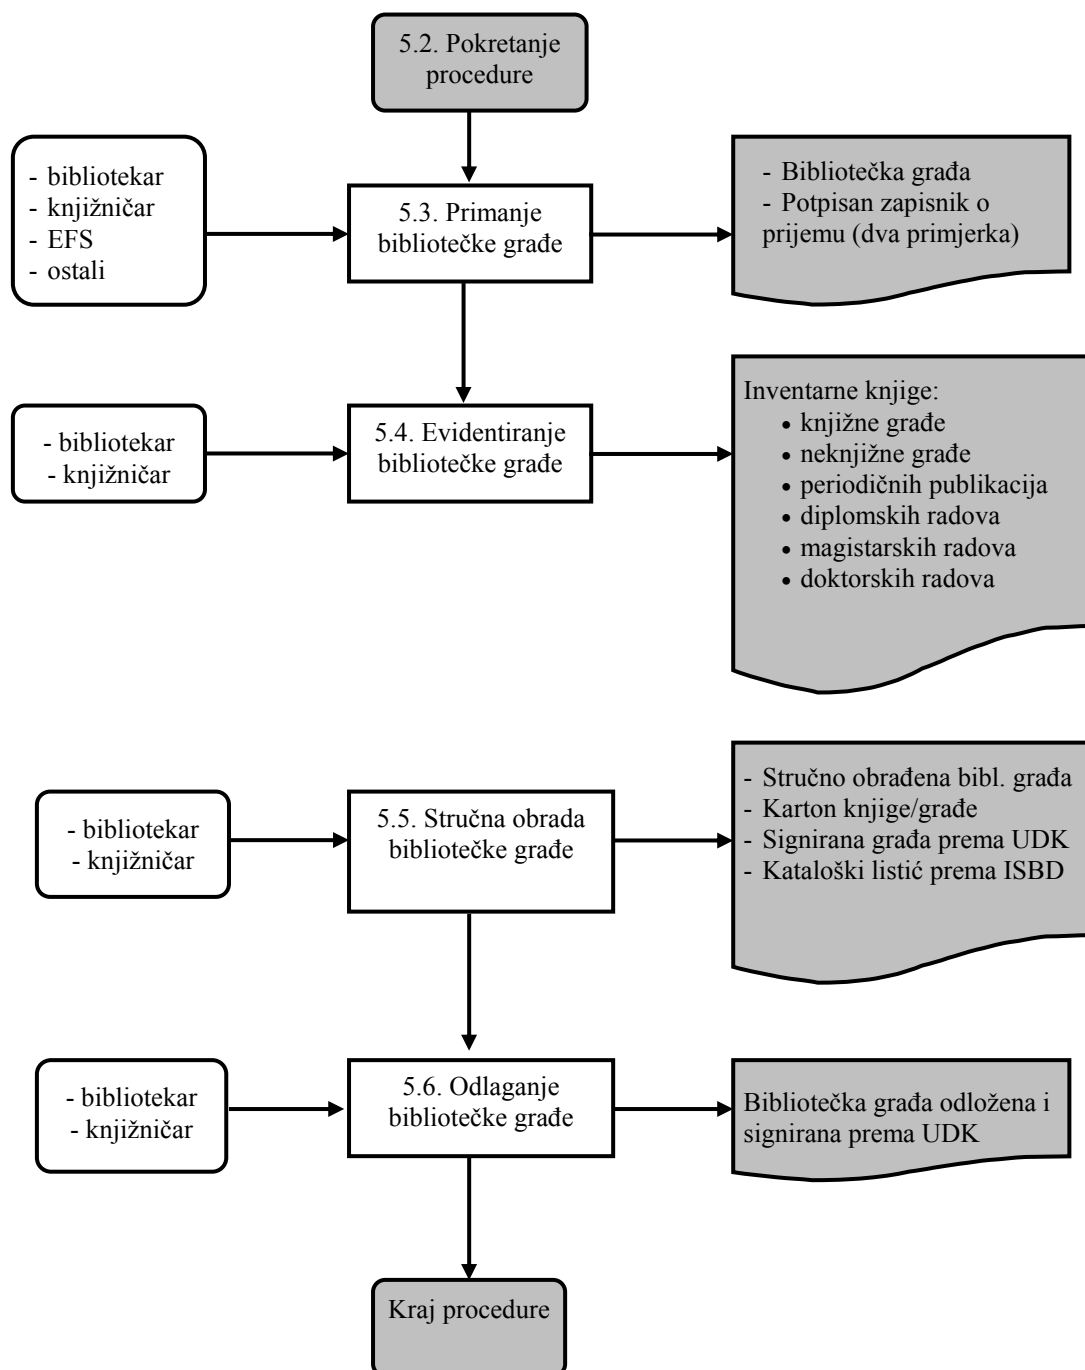 5.2. Pokretanje
procedure
- bibliotekar
- knjižničar
- EFS
- ostali
5.3. Primanje
bibliotečke građe
- Bibliotečka građa
- Potpisan zapisnik o
prijemu (dva primjerka)
- bibliotekar
- knjižničar
5.4. Evidentiranje
bibliotečke građe
Inventarne knjige:
• knjižne građe
• neknjižne građe
• periodičnih publikacija
• diplomskih radova
• magistarskih radova
• doktorskih radova
- bibliotekar
- knjižničar
5.5. Stručna obrada
bibliotečke građe
- Stručno obrađena bibl. građa
- Karton knjige/građe
- Signirana građa prema UDK
- Kataloški listić prema ISBD
- bibliotekar
- knjižničar
5.6. Odlaganje
bibliotečke građe
Bibliotečka građa odložena i
signirana prema UDK
Kraj procedure